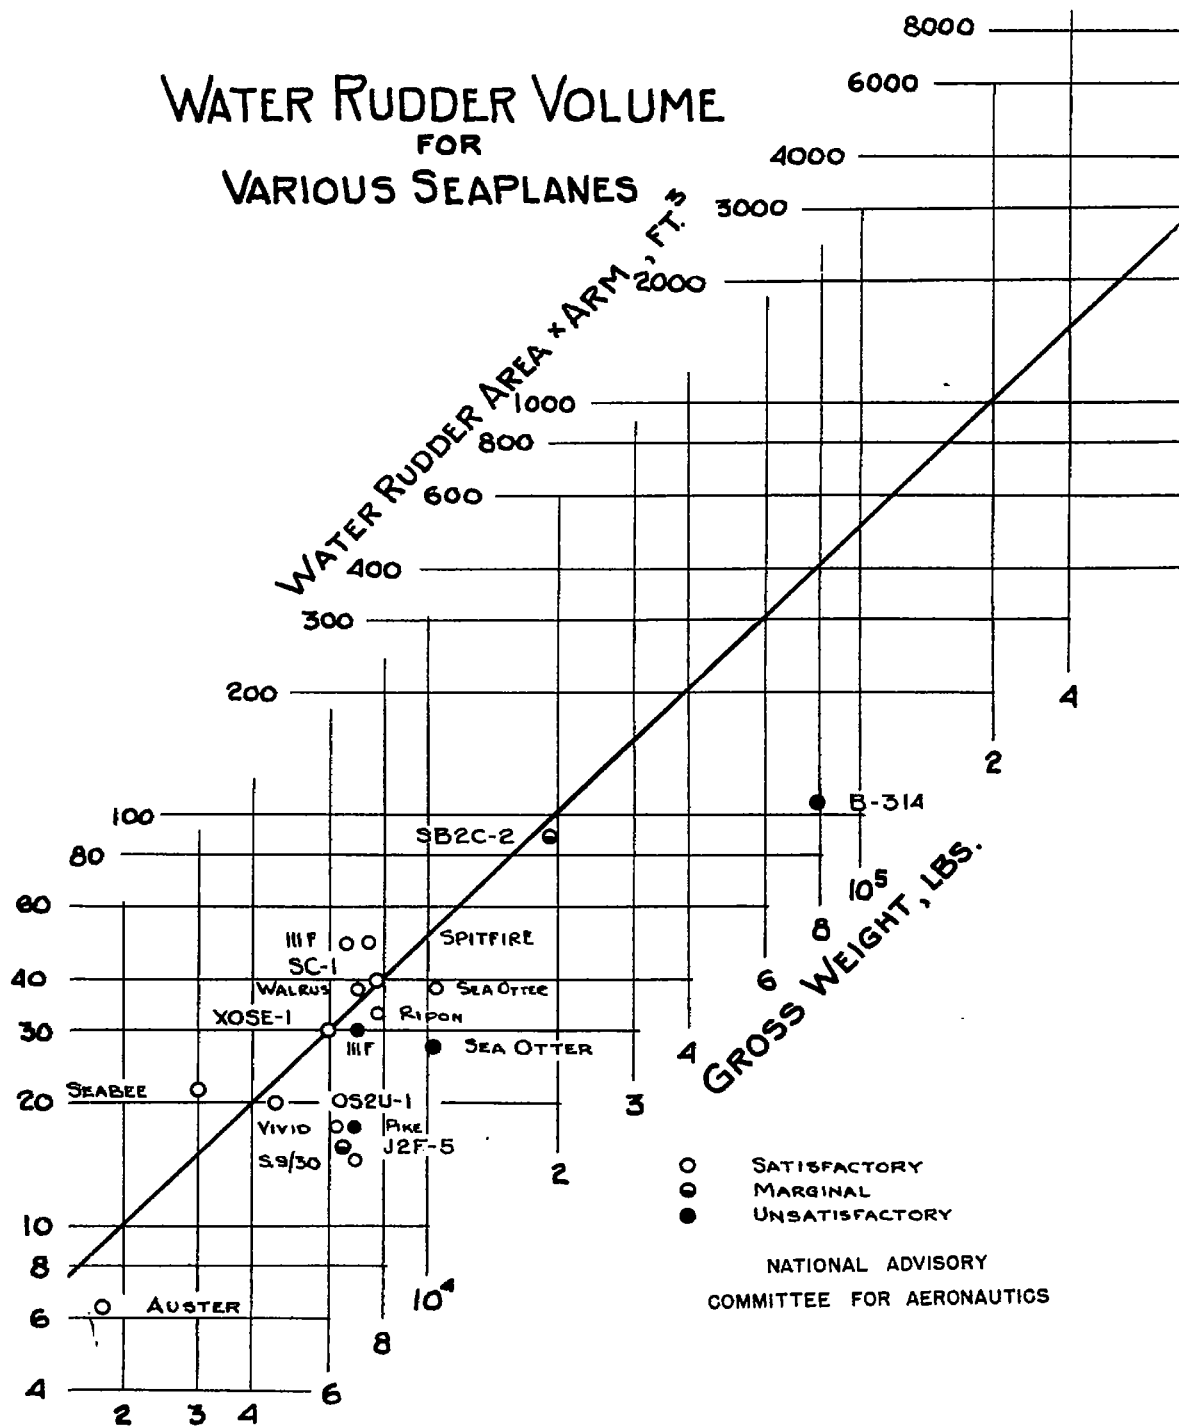 WATER RUDDER VOLUME
FOR
VARIOUS SEAPLANES
WATER RUDDER AREA × ARM, FT.³
8000
6000
4000
3000
2000
1000
800
600
400
300
200
100
80
60
40
30
20
10
8
6
4
2
3
4
6
8
10⁴
2
3
4
6
8
10⁵
2
4
GROSS WEIGHT, LBS.
B-314
SB2C-2
III F
SPITFIRE
SC-1
WALRUS
SEA OTTER
XOSE-1
RIPON
III F
SEA OTTER
SEABEE
OS2U-1
VIVID
PIKE
J2F-5
S.9/30
AUSTER
SATISFACTORY
MARGINAL
UNSATISFACTORY
NATIONAL ADVISORY
COMMITTEE FOR AERONAUTICS